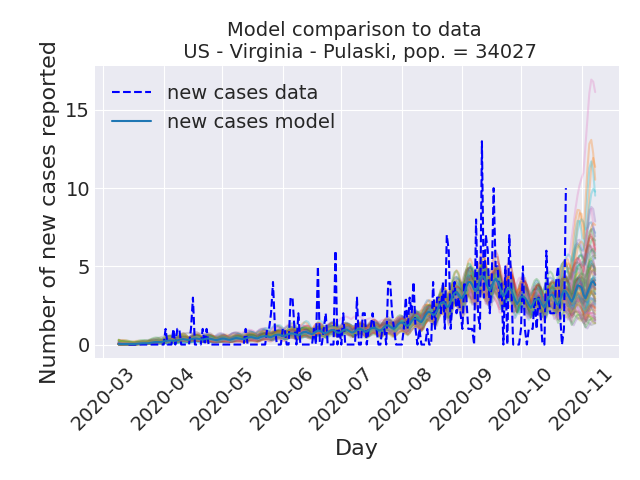 Model comparison to data
US - Virginia - Pulaski, pop. = 34027
new cases data
new cases model
Number of new cases reported
15
10
5
0
2020-03
2020-04
2020-05
2020-06
2020-07
2020-08
2020-09
2020-10
2020-11
Day